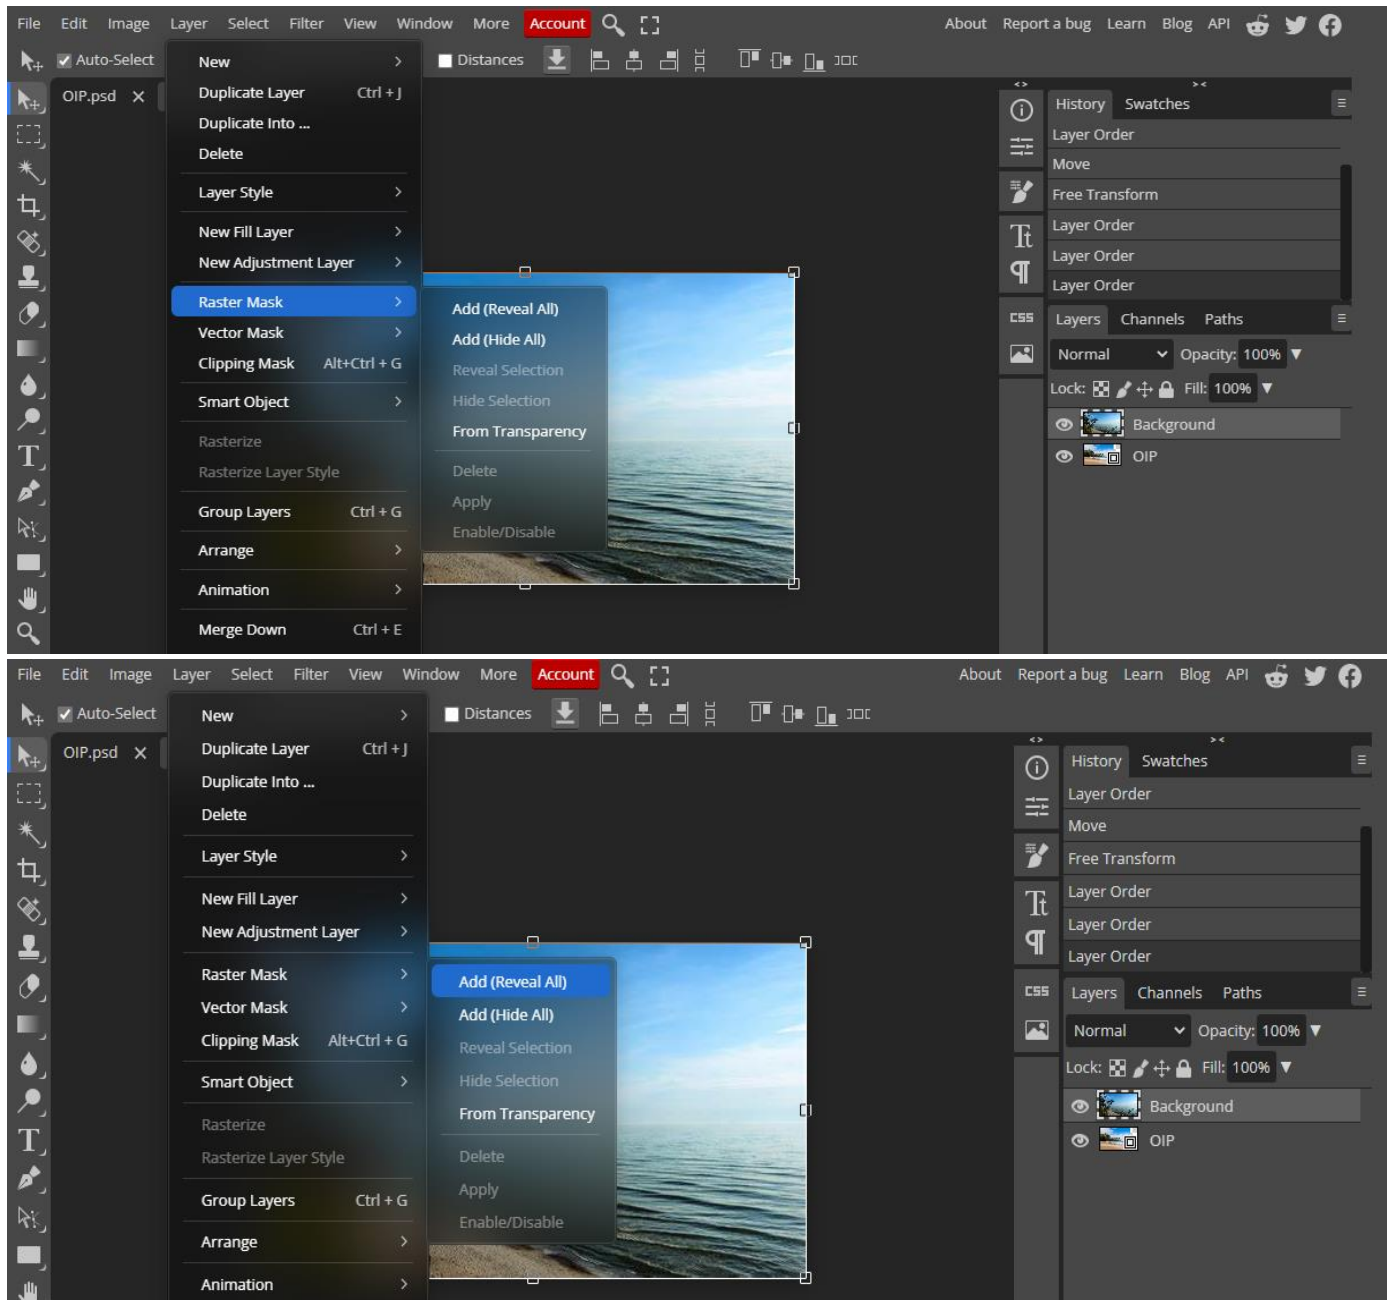 File Edit Image Layer Select Filter View Window More Account About Report a bug Learn Blog API
Auto-Select Distances
OIP.psd
New
Duplicate Layer Ctrl + J
Duplicate Into ...
Delete
Layer Style
New Fill Layer
New Adjustment Layer
Raster Mask
Vector Mask
Clipping Mask Alt+Ctrl + G
Smart Object
Rasterize
Rasterize Layer Style
Group Layers Ctrl + G
Arrange
Animation
Merge Down Ctrl + E
Add (Reveal All)
Add (Hide All)
Reveal Selection
Hide Selection
From Transparency
Delete
Apply
Enable/Disable
History Swatches
Layer Order
Move
Free Transform
Layer Order
Layer Order
Layer Order
CSS
Layers Channels Paths
Normal Opacity: 100%
Lock: Fill: 100%
Background
OIP
File Edit Image Layer Select Filter View Window More Account About Report a bug Learn Blog API
Auto-Select Distances
OIP.psd
New
Duplicate Layer Ctrl + J
Duplicate Into ...
Delete
Layer Style
New Fill Layer
New Adjustment Layer
Raster Mask
Vector Mask
Clipping Mask Alt+Ctrl + G
Smart Object
Rasterize
Rasterize Layer Style
Group Layers Ctrl + G
Arrange
Animation
Add (Reveal All)
Add (Hide All)
Reveal Selection
Hide Selection
From Transparency
Delete
Apply
Enable/Disable
History Swatches
Layer Order
Move
Free Transform
Layer Order
Layer Order
Layer Order
CSS
Layers Channels Paths
Normal Opacity: 100%
Lock: Fill: 100%
Background
OIP